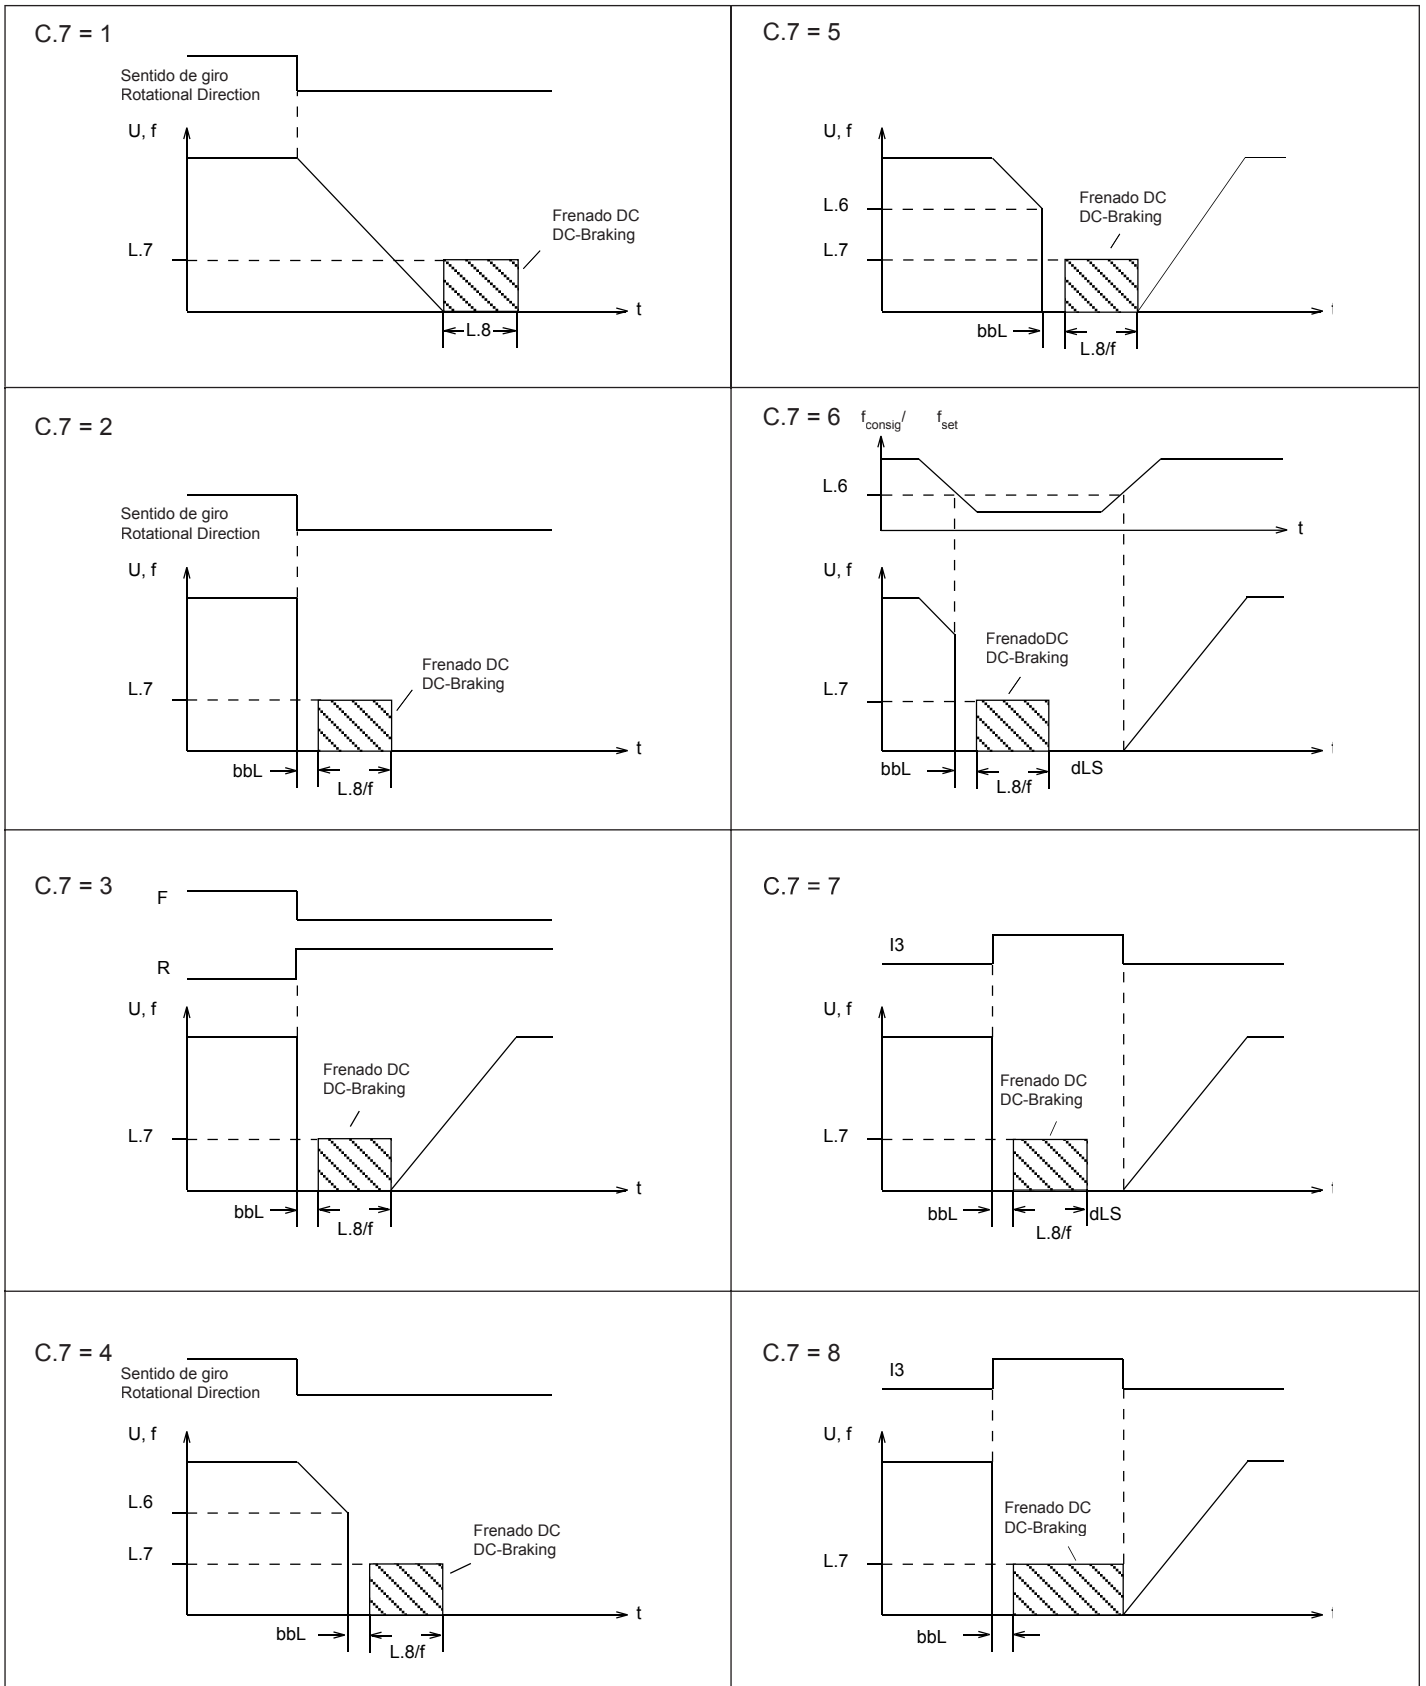 C.7 = 1
Sentido de giro
Rotational Direction
U, f
L.7
Frenado DC
DC-Braking
t
L.8
C.7 = 5
U, f
L.6
L.7
Frenado DC
DC-Braking
bbL
L.8/f
C.7 = 2
Sentido de giro
Rotational Direction
U, f
L.7
Frenado DC
DC-Braking
t
bbL
L.8/f
C.7 = 6 fconsig/ fset
L.6
t
U, f
FrenadoDC
DC-Braking
L.7
bbL
dLS
L.8/f
C.7 = 3
F
R
U, f
Frenado DC
DC-Braking
L.7
t
bbL
L.8/f
C.7 = 7
I3
U, f
Frenado DC
DC-Braking
L.7
bbL
dLS
L.8/f
C.7 = 4
Sentido de giro
Rotational Direction
U, f
L.6
L.7
Frenado DC
DC-Braking
t
bbL
L.8/f
C.7 = 8
I3
U, f
Frenado DC
DC-Braking
L.7
bbL